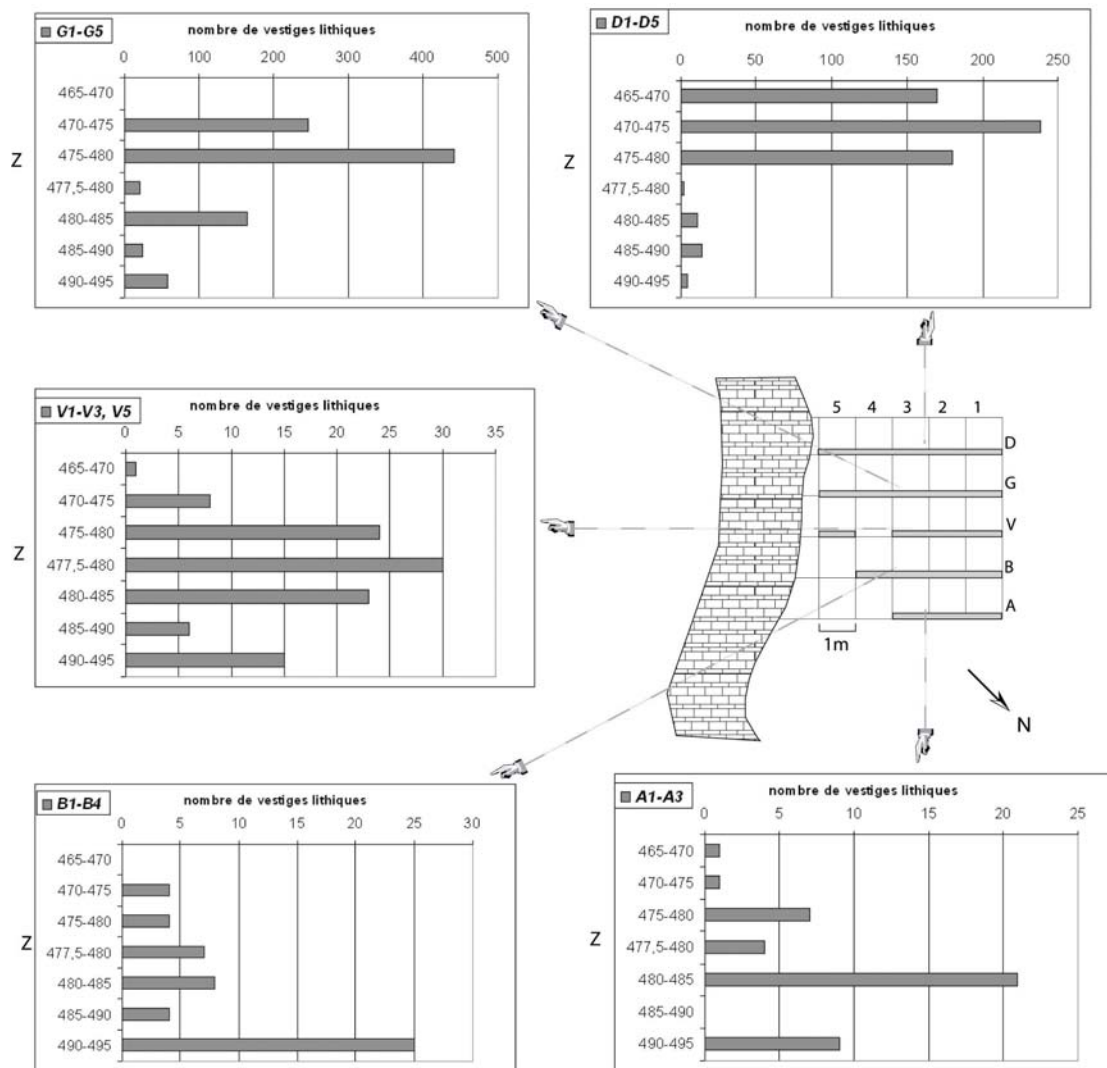 G1-G5
nombre de vestiges lithiques
0 100 200 300 400 500
465-470
470-475
475-480
477,5-480
480-485
485-490
490-495
Z
D1-D5
nombre de vestiges lithiques
0 50 100 150 200 250
465-470
470-475
475-480
477,5-480
480-485
485-490
490-495
Z
V1-V3, V5
nombre de vestiges lithiques
0 5 10 15 20 25 30 35
465-470
470-475
475-480
477,5-480
480-485
485-490
490-495
Z
5 4 3 2 1
D
G
V
B
A
1m
N
B1-B4
nombre de vestiges lithiques
0 5 10 15 20 25 30
465-470
470-475
475-480
477,5-480
480-485
485-490
490-495
Z
A1-A3
nombre de vestiges lithiques
0 5 10 15 20 25
465-470
470-475
475-480
477,5-480
480-485
485-490
490-495
Z